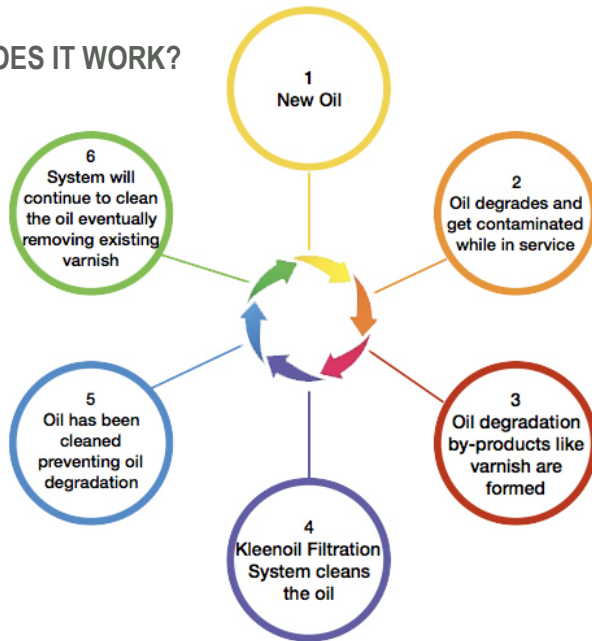 DOES IT WORK?
1
New Oil
2
Oil degrades and
get contaminated
while in service
3
Oil degradation
by-products like
varnish are
formed
4
Kleenoil Filtration
System cleans
the oil
5
Oil has been
cleaned
preventing oil
degradation
6
System will
continue to clean
the oil eventually
removing existing
varnish